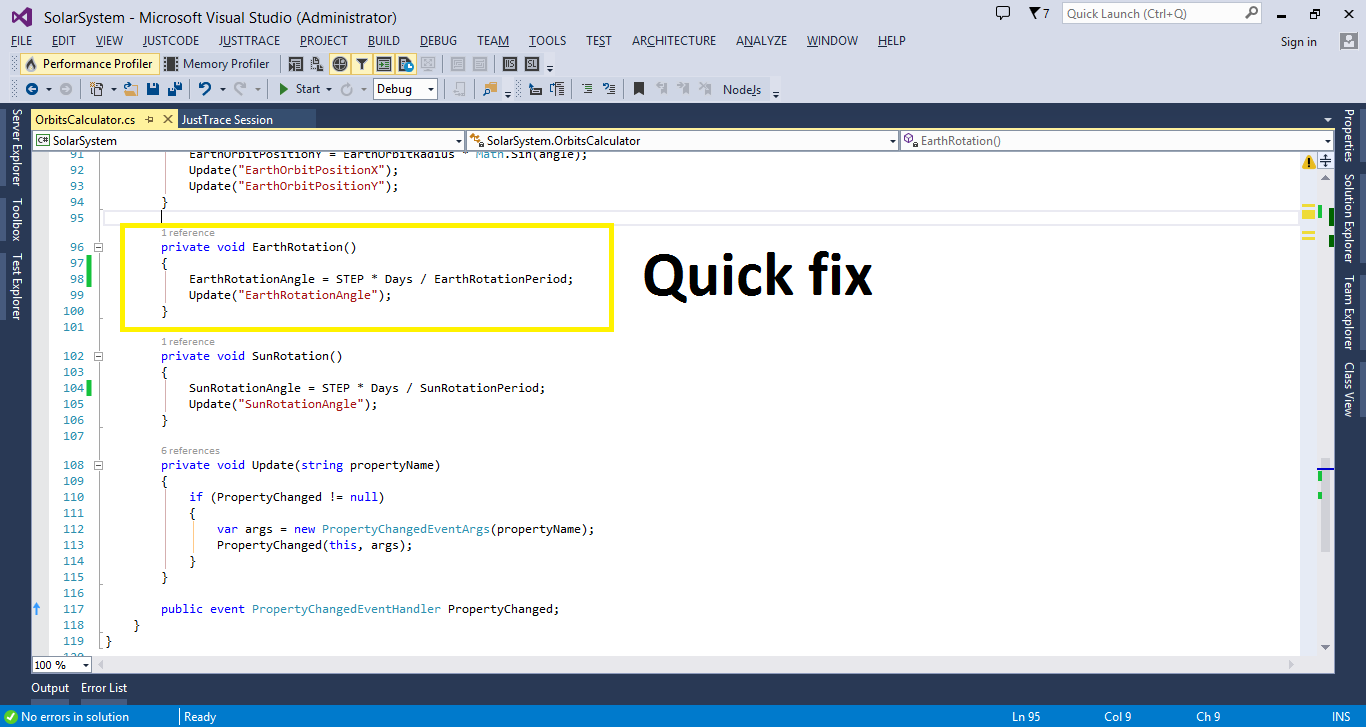 SolarSystem - Microsoft Visual Studio (Administrator)
7
Quick Launch (Ctrl+Q)
FILE EDIT VIEW JUSTCODE JUSTTRACE PROJECT BUILD DEBUG TEAM TOOLS TEST ARCHITECTURE ANALYZE WINDOW HELP
Sign in
Performance Profiler Memory Profiler
Start Debug NodeJs
OrbitsCalculator.cs JustTrace Session
C# SolarSystem SolarSystem.OrbitsCalculator EarthRotation()
Server Explorer
Toolbox
Test Explorer
91 EarthOrbitPositionY = EarthOrbitRadius * Math.Sin(angle);
92 Update("EarthOrbitPositionX");
93 Update("EarthOrbitPositionY");
94 }
95
1 reference
96 private void EarthRotation()
97 {
98 EarthRotationAngle = STEP * Days / EarthRotationPeriod;
99 Update("EarthRotationAngle");
100 }
101
Quick fix
1 reference
102 private void SunRotation()
103 {
104 SunRotationAngle = STEP * Days / SunRotationPeriod;
105 Update("SunRotationAngle");
106 }
107
6 references
108 private void Update(string propertyName)
109 {
110 if (PropertyChanged != null)
111 {
112 var args = new PropertyChangedEventArgs(propertyName);
113 PropertyChanged(this, args);
114 }
115 }
116
117 public event PropertyChangedEventHandler PropertyChanged;
118 }
119 }
Properties
Solution Explorer
Team Explorer
Class View
100 %
Output Error List
No errors in solution Ready Ln 95 Col 9 Ch 9 INS